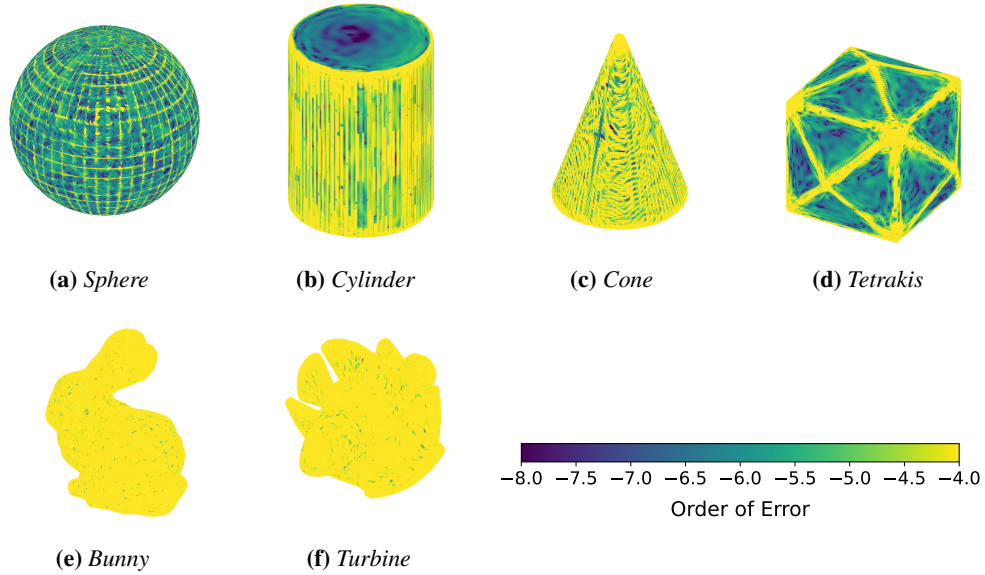 (a) Sphere
(b) Cylinder
(c) Cone
(d) Tetrakis
−8.0 −7.5 −7.0 −6.5 −6.0 −5.5 −5.0 −4.5 −4.0
Order of Error
(e) Bunny
(f) Turbine